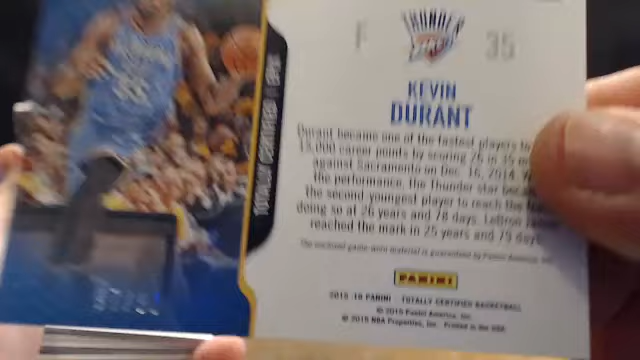 THUNDER
F 35
KEVIN
DURANT
Durant became one of the fastest players to
15,000 career points by scoring 26 in 35
against Sacramento on Dec. 16, 2014.
the performance, the Thunder star
the second youngest player to reach the
doing so at 26 years and 78 days. LeBron
reached the mark in 25 years and 79 days.
The enclosed game-worn material is guaranteed by Panini America, Inc.
PANINI
2015-16 PANINI TOTALLY CERTIFIED BASKETBALL
© 2015 Panini America, Inc.
© 2015 NBA Properties, Inc. Printed in the USA
TOTALLY CERTIFIED